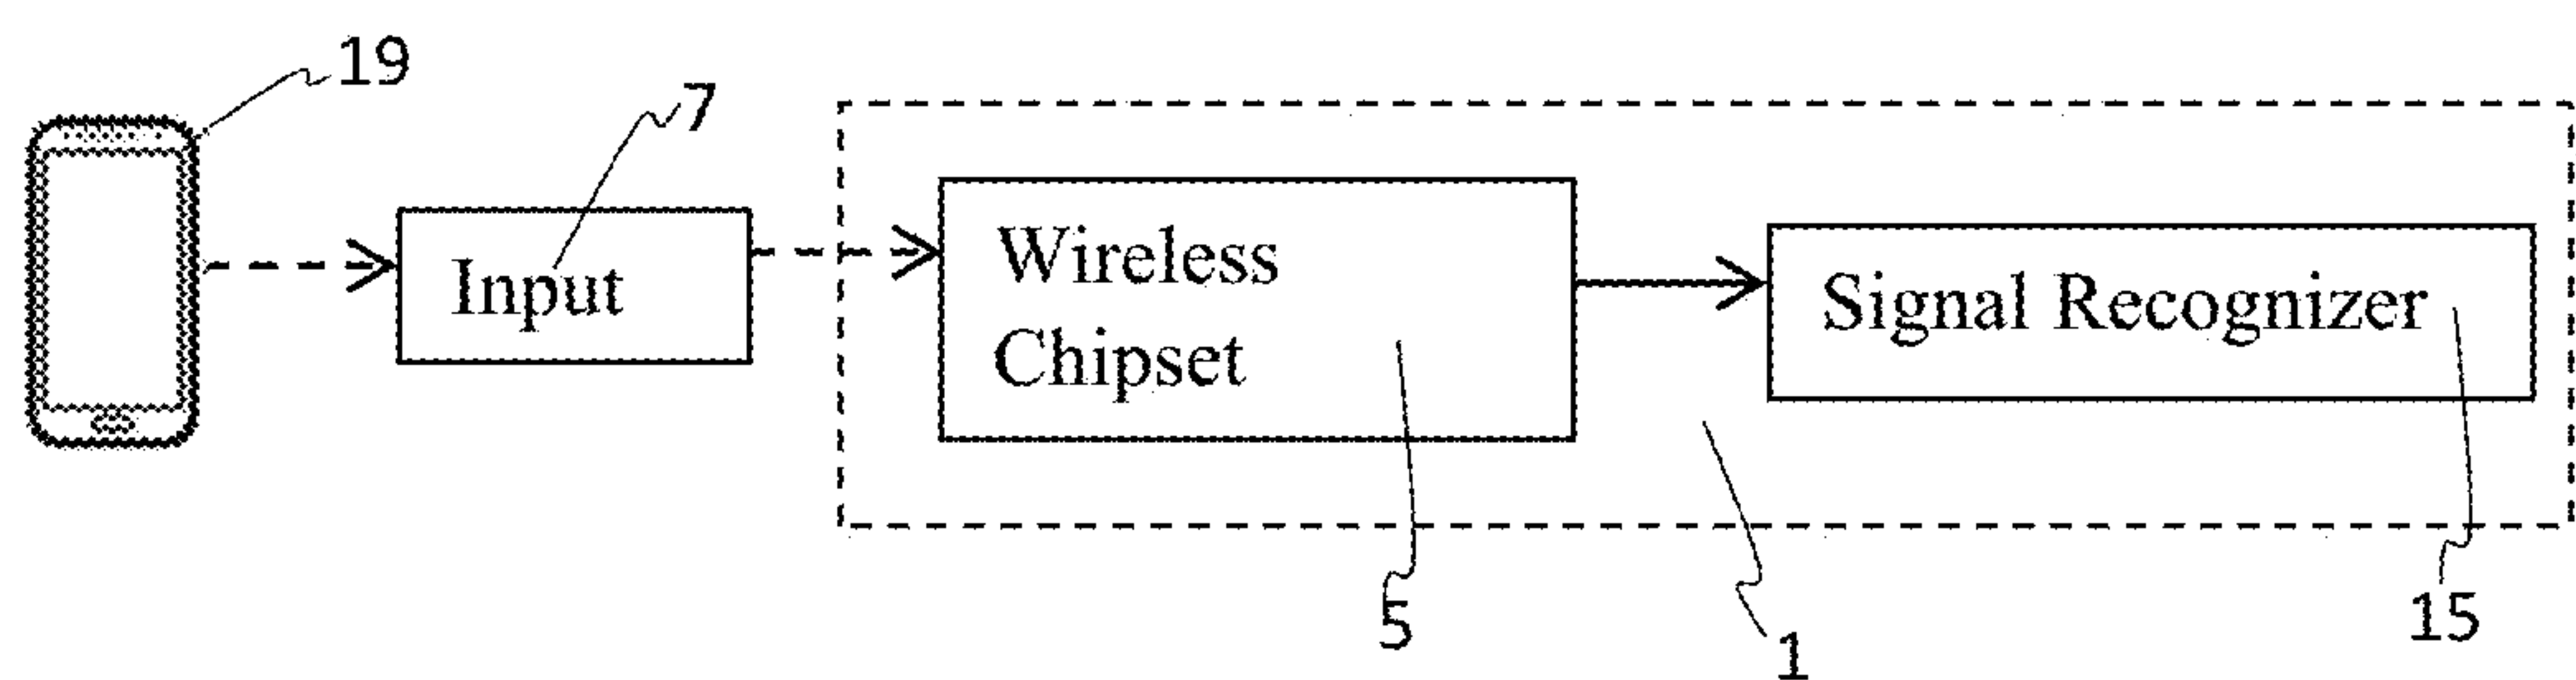 19
7
Input
Wireless
Chipset
Signal Recognizer
5
1
15